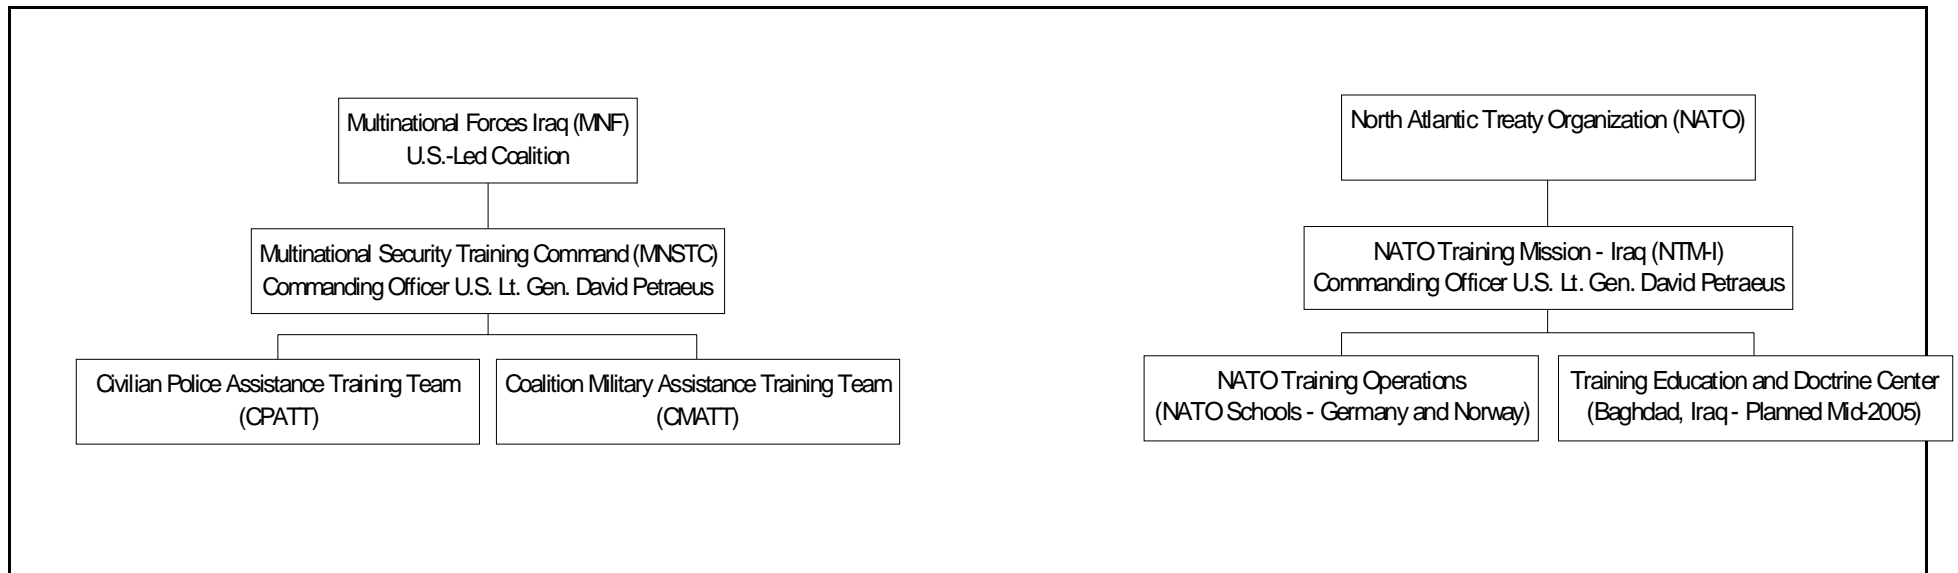 Multinational Forces Iraq (MNF)
U.S.-Led Coalition
Multinational Security Training Command (MNSTC)
Commanding Officer U.S. Lt. Gen. David Petraeus
Civilian Police Assistance Training Team
(CPATT)
Coalition Military Assistance Training Team
(CMATT)
North Atlantic Treaty Organization (NATO)
NATO Training Mission - Iraq (NTM-I)
Commanding Officer U.S. Lt. Gen. David Petraeus
NATO Training Operations
(NATO Schools - Germany and Norway)
Training Education and Doctrine Center
(Baghdad, Iraq - Planned Mid-2005)